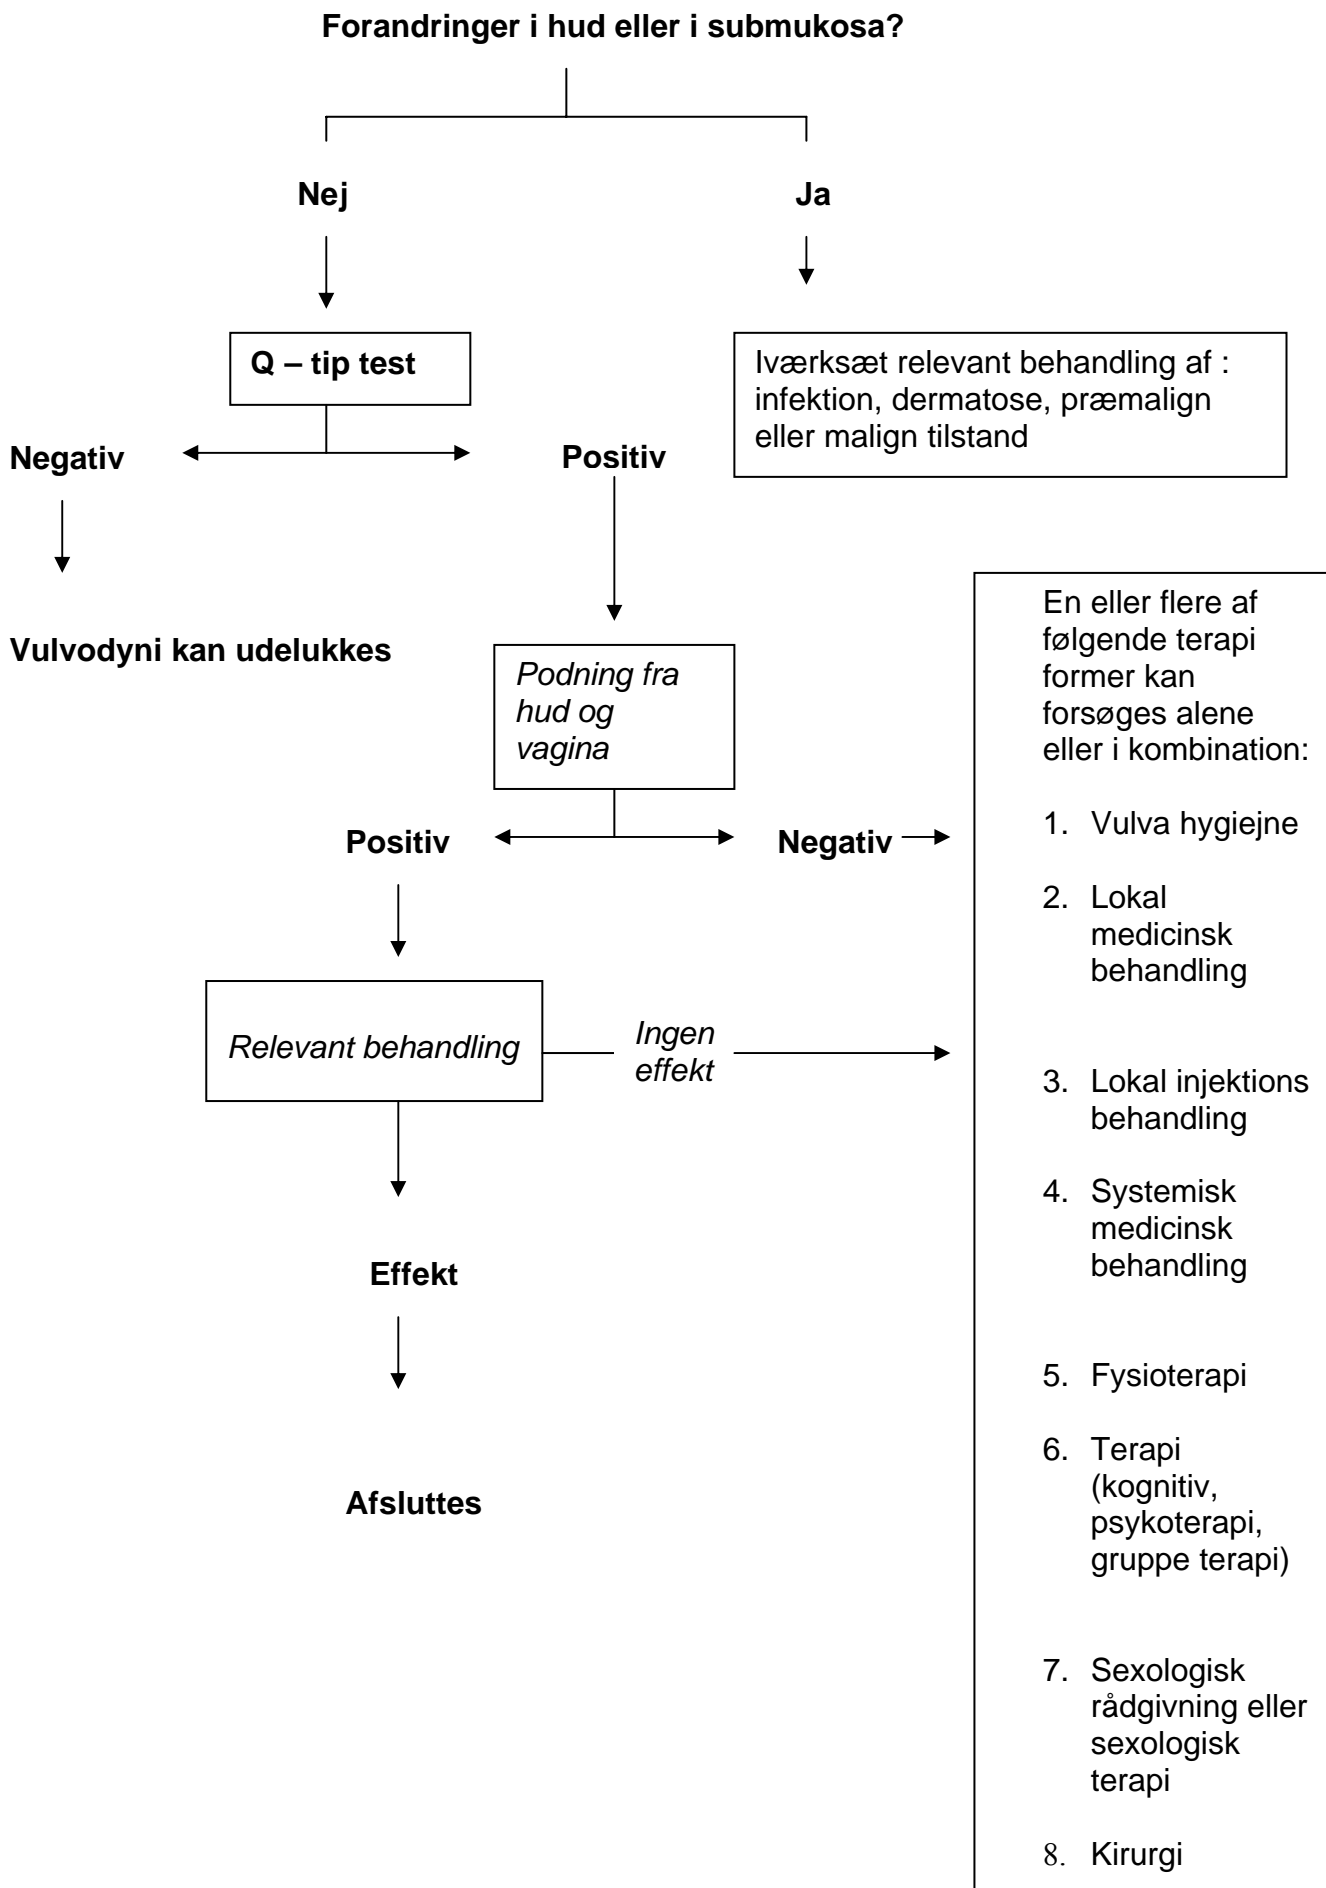 Forandringer i hud eller i submukosa?
Nej
Ja
Q – tip test
Iværksæt relevant behandling af :
infektion, dermatose, præmalign
eller malign tilstand
Negativ
Positiv
Vulvodyni kan udelukkes
Podning fra
hud og
vagina
Positiv
Negativ
Relevant behandling
Ingen
effekt
Effekt
Afsluttes
En eller flere af
følgende terapi
former kan
forsøges alene
eller i kombination:
1. Vulva hygiejne
2. Lokal
medicinsk
behandling
3. Lokal injektions
behandling
4. Systemisk
medicinsk
behandling
5. Fysioterapi
6. Terapi
(kognitiv,
psykoterapi,
gruppe terapi)
7. Sexologisk
rådgivning eller
sexologisk
terapi
8. Kirurgi